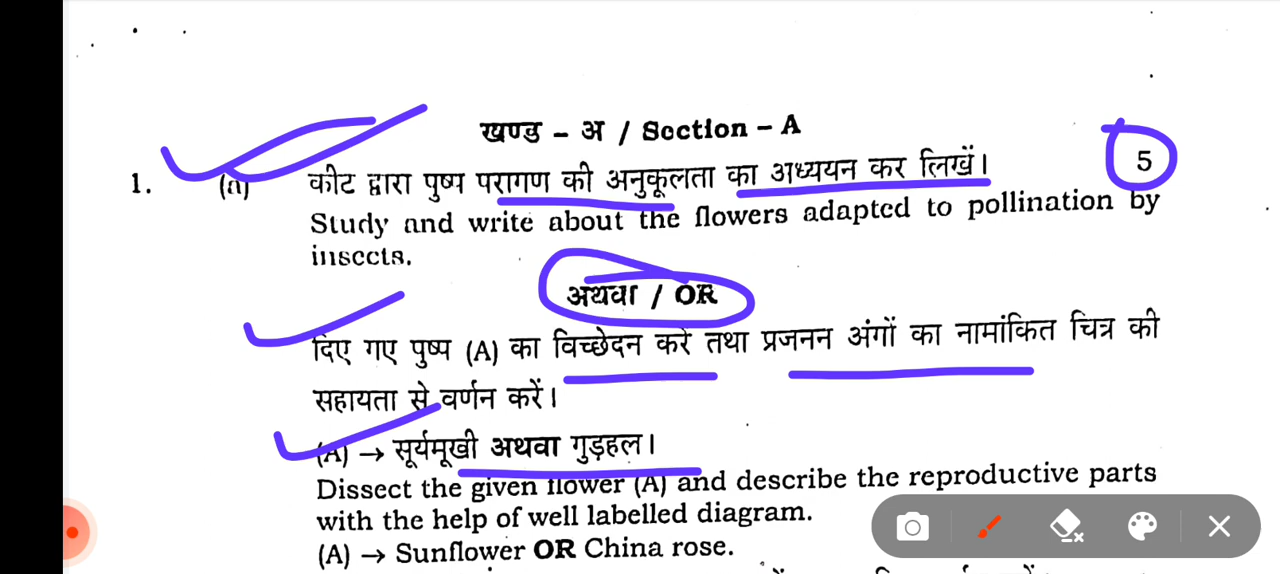 खण्ड – अ / Section – A
1. (a) कीट द्वारा पुष्प परागण की अनुकूलता का अध्ययन कर लिखें। 5
Study and write about the flowers adapted to pollination by
insects.
अथवा / OR
दिए गए पुष्प (A) का विच्छेदन करें तथा प्रजनन अंगों का नामांकित चित्र की
सहायता से वर्णन करें।
(A) → सूर्यमूखी अथवा गुड़हल।
Dissect the given flower (A) and describe the reproductive parts
with the help of well labelled diagram.
(A) → Sunflower OR China rose.